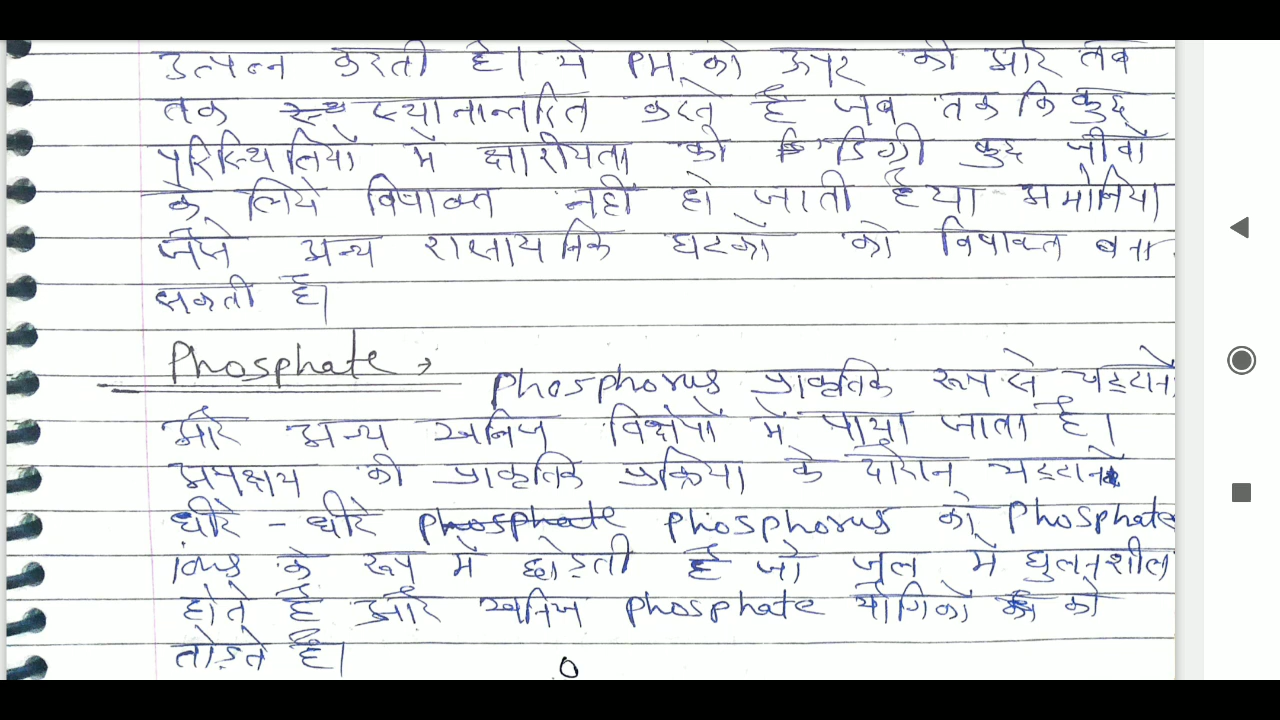 उत्पन्न करती है। ये PH को ऊपर की ओर तब
तक स्थानान्तरित करते हैं जब तक कि कुछ
परिस्थितियों में क्षारीयता की डिग्री कुछ जीवों
के लिये विषाक्त नहीं हो जाती है या अमोनिया
जैसे अन्य रासायनिक घटकों को विषाक्त बना
सकती है।
Phosphate,
Phosphorus प्राकृतिक रूप से चट्टानों
और अन्य खनिज विक्षेपों में पाया जाता है।
अपक्षय की प्राकृतिक प्रक्रिया के दौरान चट्टाने
धीरे - धीरे phosphate phosphorus को phosphate
ions के रूप में छोड़ती हैं जो जल में घुलनशील
होते हैं और खनिज phosphate यौगिकों को
तोड़ते हैं।